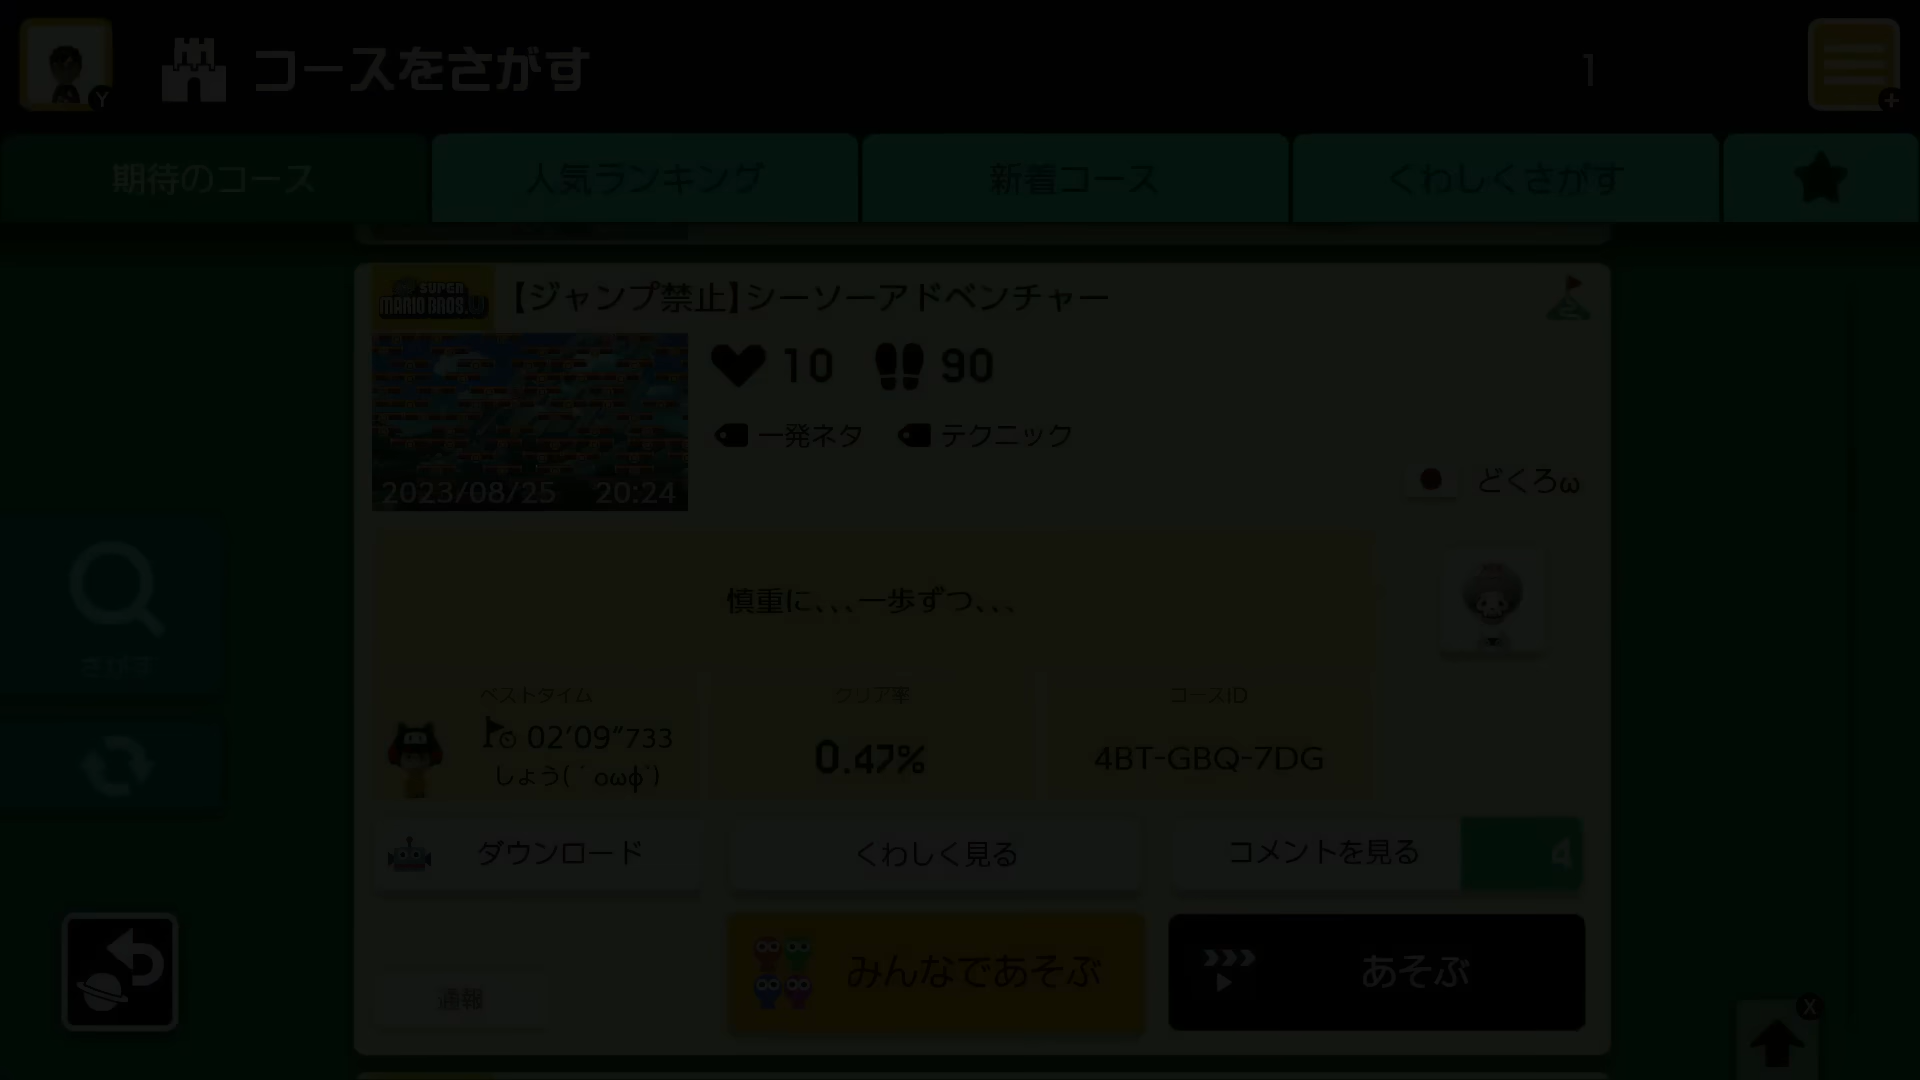 コースをさがす
1
Y
+
期待のコース
人気ランキング
新着コース
くわしくさがす
SUPER
MARIO BROS. U
【ジャンプ禁止】シーソーアドベンチャー
10
90
一発ネタ
テクニック
2023/08/25 20:24
どくろω
さがす
慎重に、、、一歩ずつ、、、
ベストタイム
02'09"733
しょう(´oωφ`)
クリア率
0.47%
コースID
4BT-GBQ-7DG
ダウンロード
くわしく見る
コメントを見る
4
通報
みんなであそぶ
あそぶ
X